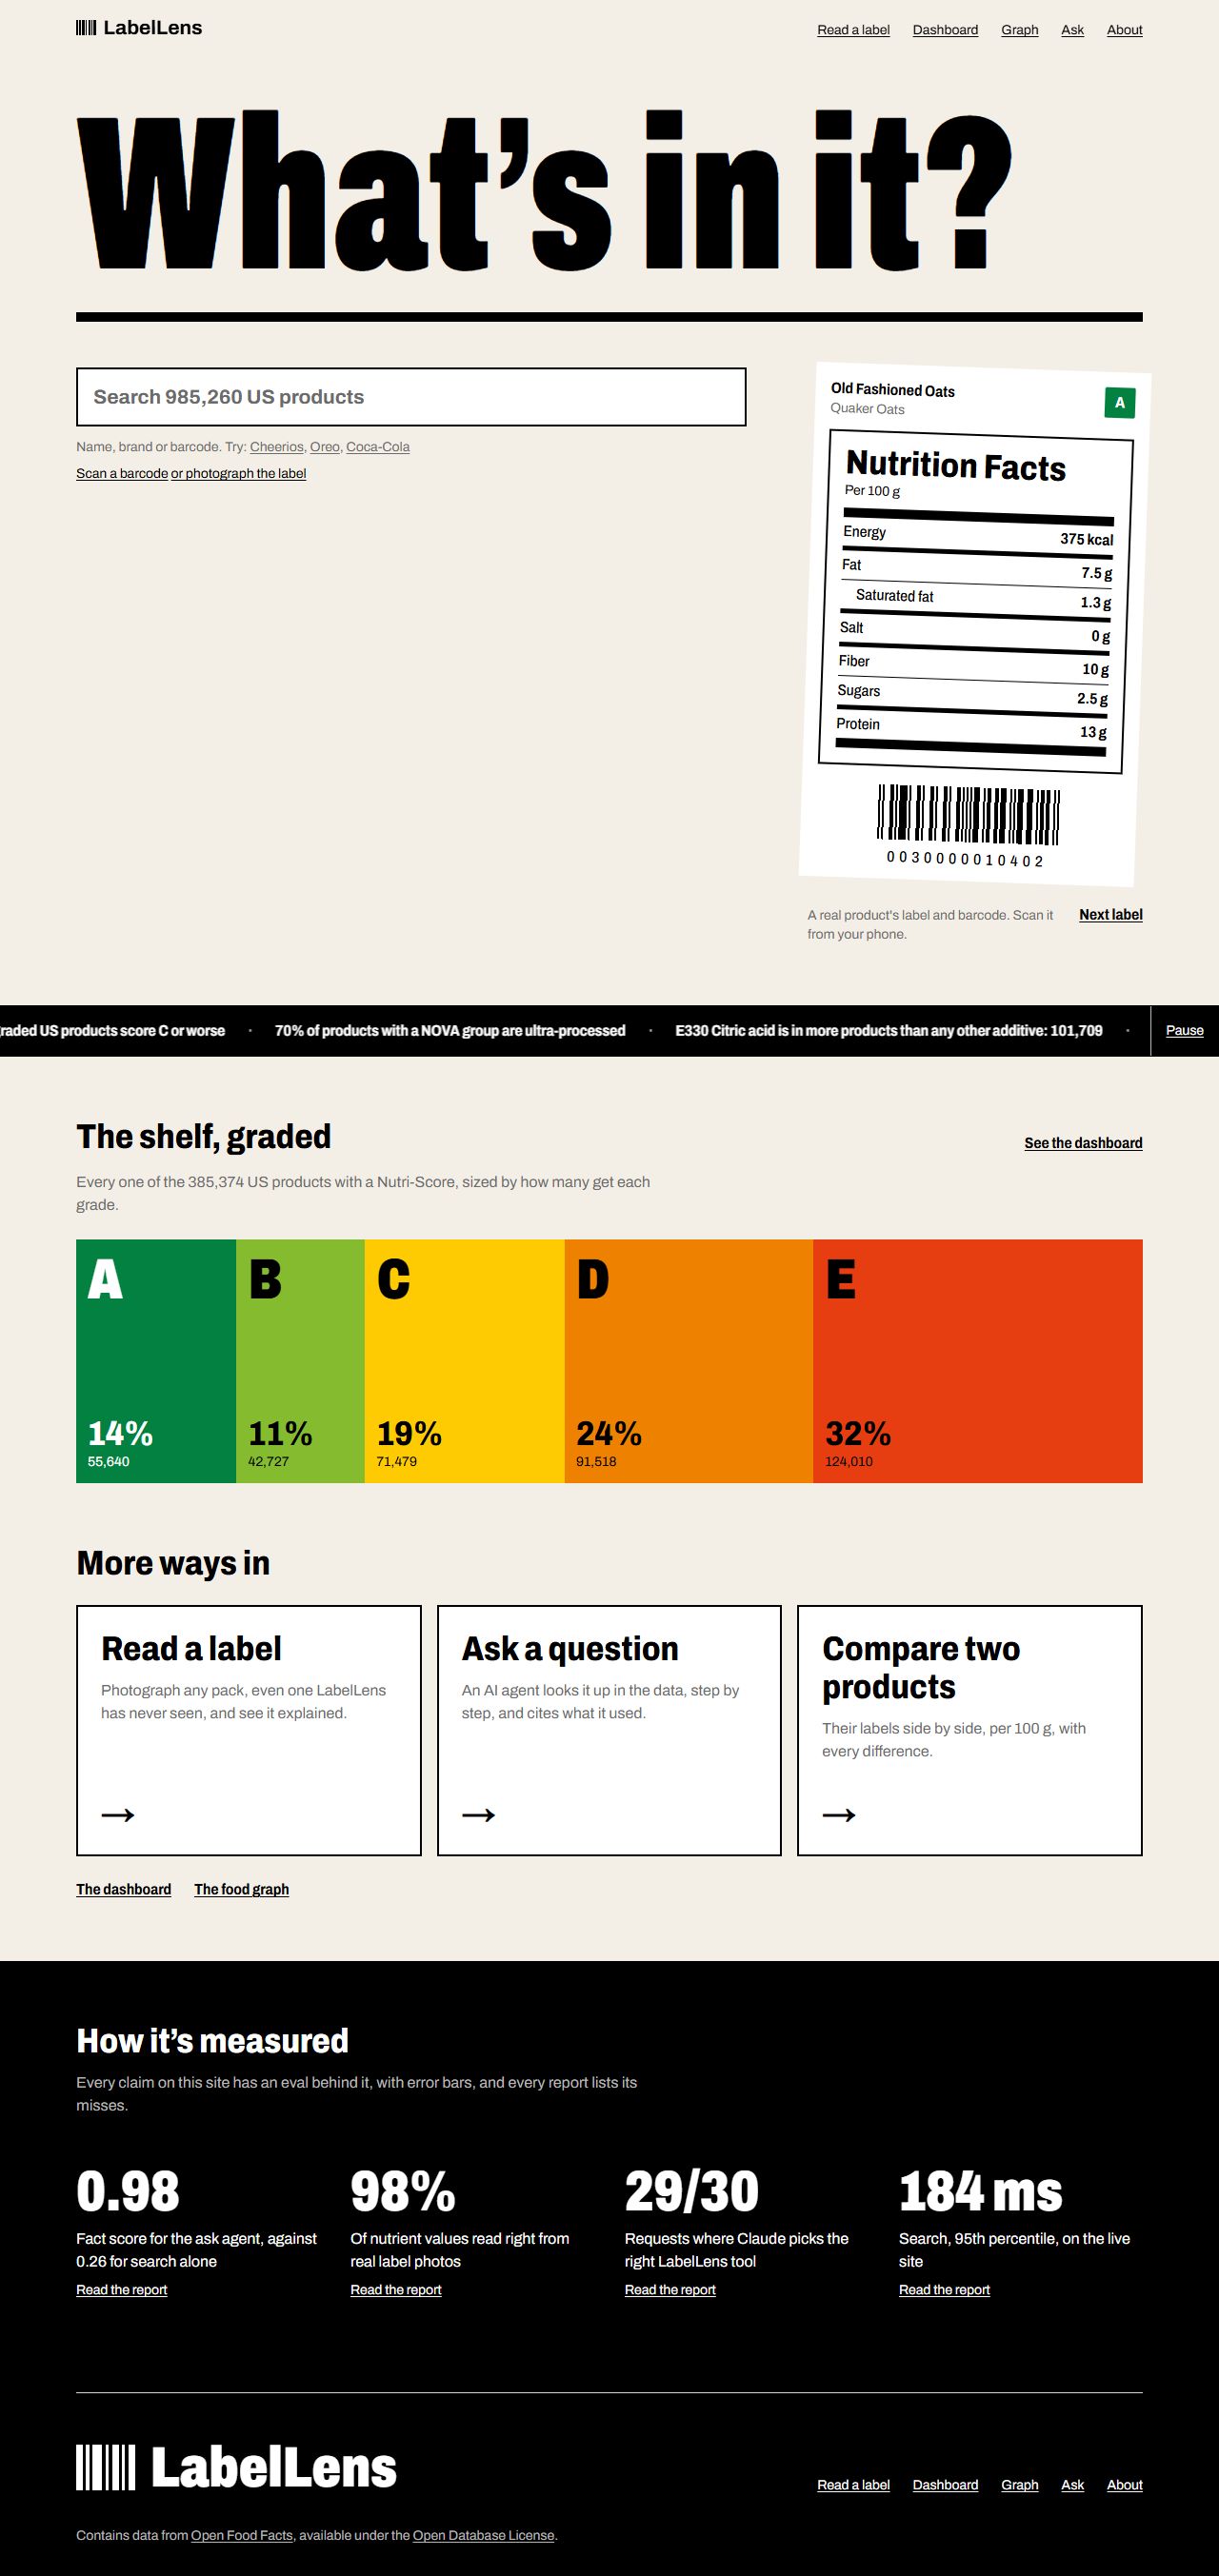 LabelLens
Read a label Dashboard Graph Ask About
What’s in it?
Search 985,260 US products
Name, brand or barcode. Try: Cheerios, Oreo, Coca-Cola
Scan a barcode or photograph the label
Old Fashioned Oats
Quaker Oats
A
Nutrition Facts
Per 100 g
Energy 375 kcal
Fat 7.5 g
Saturated fat 1.3 g
Salt 0 g
Fiber 10 g
Sugars 2.5 g
Protein 13 g
0030000010402
A real product's label and barcode. Scan it
from your phone.
Next label
graded US products score C or worse · 70% of products with a NOVA group are ultra-processed · E330 Citric acid is in more products than any other additive: 101,709 · Pause
The shelf, graded
See the dashboard
Every one of the 385,374 US products with a Nutri-Score, sized by how many get each
grade.
A B C D E
14% 11% 19% 24% 32%
55,640 42,727 71,479 91,518 124,010
More ways in
Read a label
Photograph any pack, even one LabelLens
has never seen, and see it explained.
→
Ask a question
An AI agent looks it up in the data, step by
step, and cites what it used.
→
Compare two
products
Their labels side by side, per 100 g, with
every difference.
→
The dashboard The food graph
How it’s measured
Every claim on this site has an eval behind it, with error bars, and every report lists its
misses.
0.98
Fact score for the ask agent, against
0.26 for search alone
Read the report
98%
Of nutrient values read right from
real label photos
Read the report
29/30
Requests where Claude picks the
right LabelLens tool
Read the report
184 ms
Search, 95th percentile, on the live
site
Read the report
LabelLens
Read a label Dashboard Graph Ask About
Contains data from Open Food Facts, available under the Open Database License.